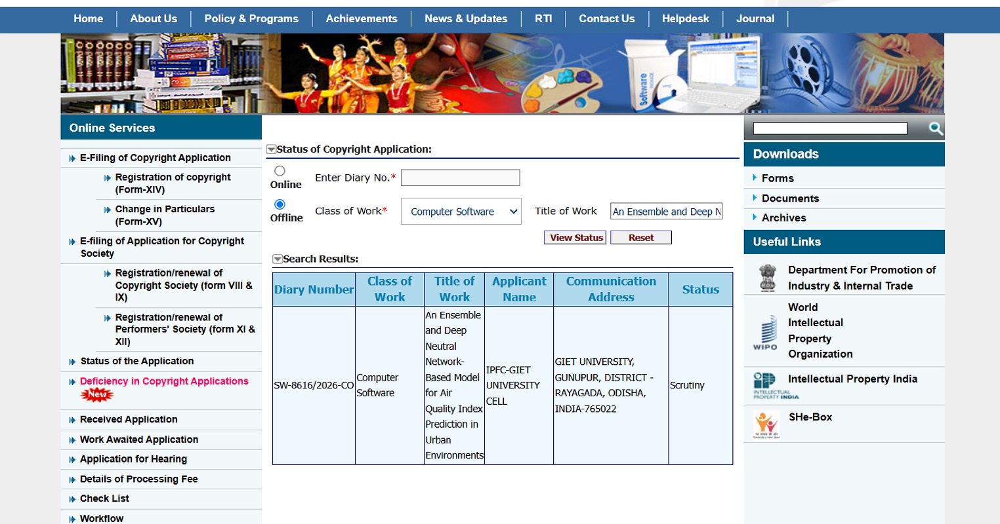 Home
About Us
Policy & Programs
Achievements
News & Updates
RTI
Contact Us
Helpdesk
Journal
Software
Online Services
E-Filing of Copyright Application
Registration of copyright
(Form-XIV)
Change in Particulars
(Form-XV)
E-filing of Application for Copyright
Society
Registration/renewal of
Copyright Society (form VIII &
IX)
Registration/renewal of
Performers' Society (form XI &
XII)
Status of the Application
Deficiency in Copyright Applications
New
Received Application
Work Awaited Application
Application for Hearing
Details of Processing Fee
Check List
Workflow
Status of Copyright Application:
Online
Enter Diary No.*
Offline
Class of Work*
Computer Software
Title of Work
An Ensemble and Deep N
View Status
Reset
Search Results:
Diary Number
Class of
Work
Title of
Work
Applicant
Name
Communication
Address
Status
SW-8616/2026-CO
Computer
Software
An Ensemble
and Deep
Neutral
Network-
Based Model
for Air
Quality Index
Prediction in
Urban
Environments
IPFC-GIET
UNIVERSITY
CELL
GIET UNIVERSITY,
GUNUPUR, DISTRICT -
RAYAGADA, ODISHA,
INDIA-765022
Scrutiny
Downloads
Forms
Documents
Archives
Useful Links
Department For Promotion of
Industry & Internal Trade
WIPO
World
Intellectual
Property
Organization
INTELLECTUAL
PROPERTY INDIA
Intellectual Property India
SHe-Box